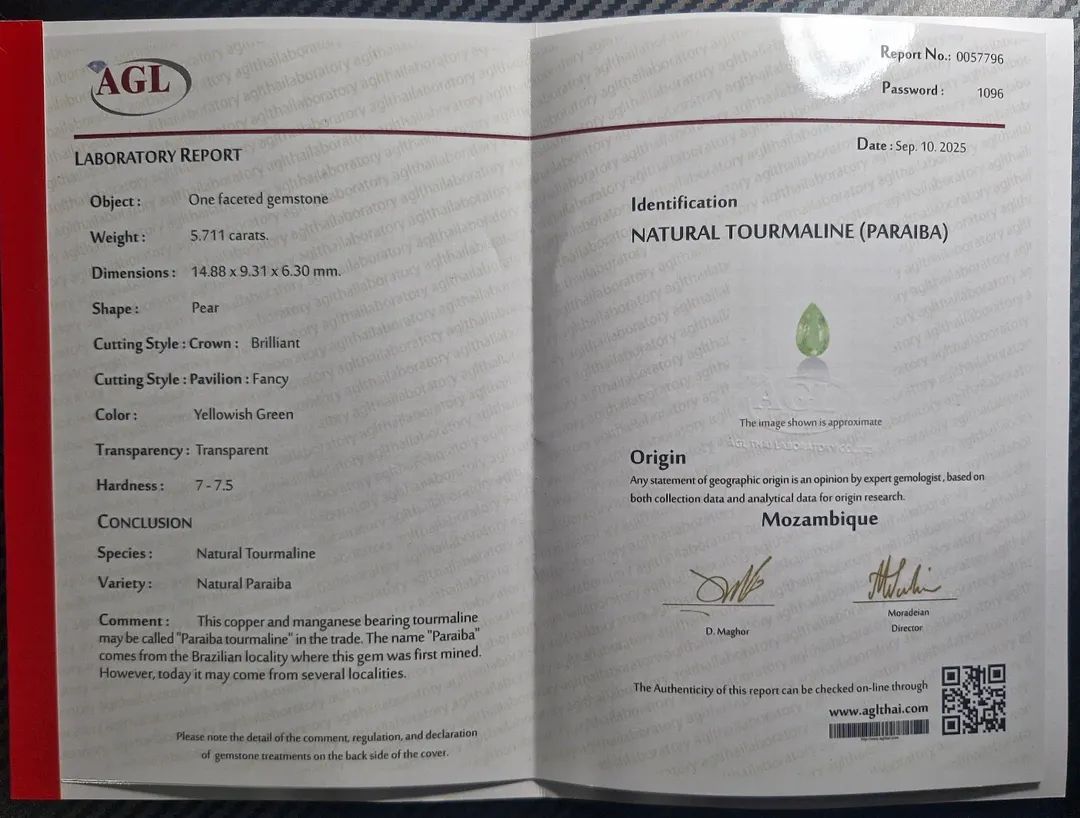 AGL
LABORATORY REPORT
Object : One faceted gemstone
Weight : 5.711 carats.
Dimensions : 14.88 x 9.31 x 6.30 mm.
Shape : Pear
Cutting Style : Crown : Brilliant
Cutting Style : Pavilion : Fancy
Color : Yellowish Green
Transparency : Transparent
Hardness : 7 - 7.5
CONCLUSION
Species : Natural Tourmaline
Variety : Natural Paraiba
Comment : This copper and manganese bearing tourmaline
may be called "Paraiba tourmaline" in the trade. The name "Paraiba"
comes from the Brazilian locality where this gem was first mined.
However, today it may come from several localities.
Please note the detail of the comment, regulation, and declaration
of gemstone treatments on the back side of the cover.
Report No.: 0057796
Password : 1096
Date : Sep. 10. 2025
Identification
NATURAL TOURMALINE (PARAIBA)
AGL
The image shown is approximate
AGL THAI LABORATORY CO.,
Origin
Any statement of geographic origin is an opinion by expert gemologist, based on
both collection data and analytical data for origin research.
Mozambique
D. Maghor
Moradeian
Director
The Authenticity of this report can be checked on-line through
www.aglthai.com